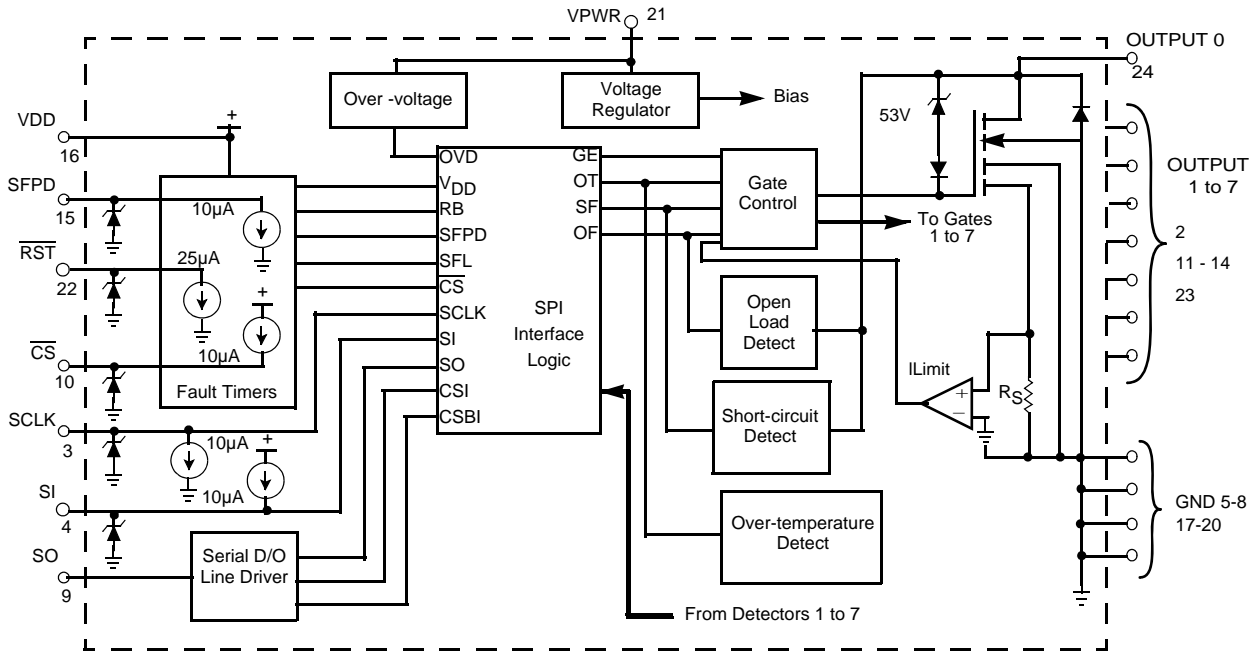 VPWR
21
OUTPUT 0
24
Over -voltage
Voltage
Regulator
Bias
53V
VDD
16
+
SFPD
15
10µA
RST
22
25µA
+
CS
10
10µA
Fault Timers
SCLK
3
10µA
+
SI
4
10µA
SO
9
Serial D/O
Line Driver
OVD
VDD
RB
SFPD
SFL
CS
SCLK
SI
SO
CSI
CSBI
GE
OT
SF
OF
SPI
Interface
Logic
Gate
Control
To Gates
1 to 7
Open
Load
Detect
Short-circuit
Detect
Over-temperature
Detect
From Detectors 1 to 7
ILimit
+
–
RS
OUTPUT
1 to 7
2
11 - 14
23
GND 5-8
17-20